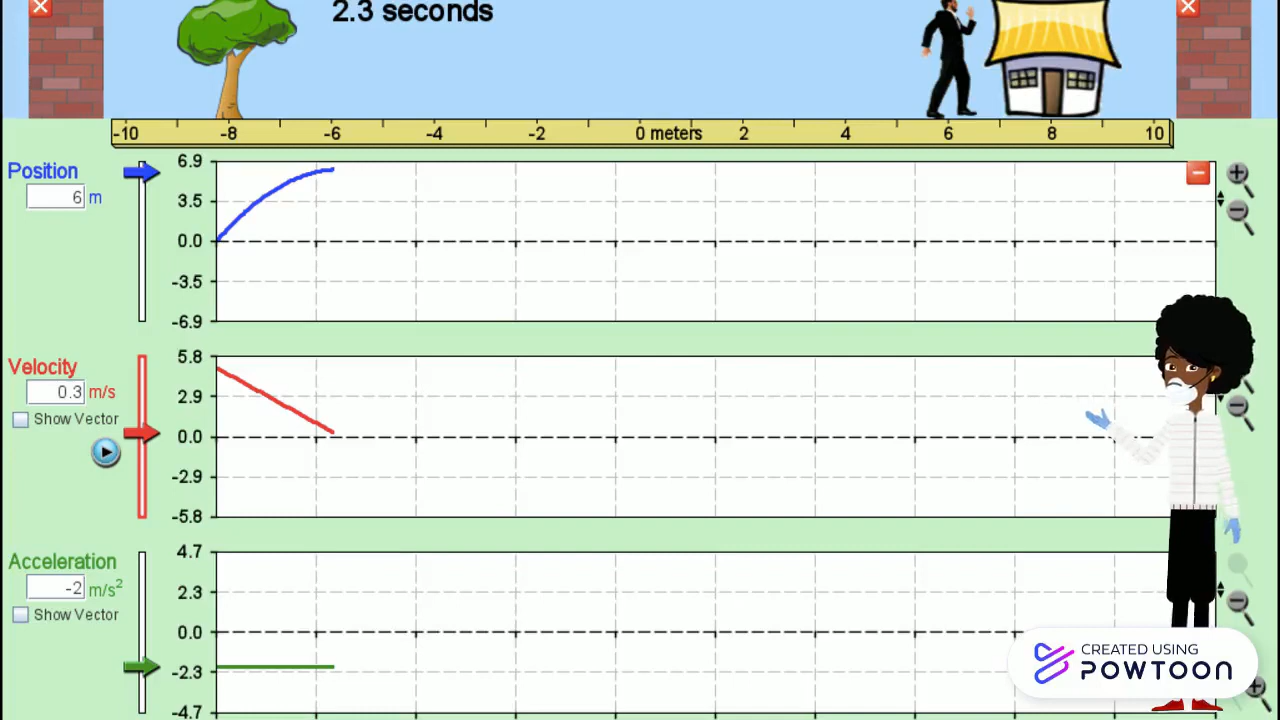 2.3 seconds
-10 -8 -6 -4 -2 0 meters 2 4 6 8 10
Position
6 m
6.9
3.5
0.0
-3.5
-6.9
Velocity
0.3 m/s
Show Vector
5.8
2.9
0.0
-2.9
-5.8
Acceleration
-2 m/s²
Show Vector
4.7
2.3
0.0
-2.3
-4.7
CREATED USING
POWTOON